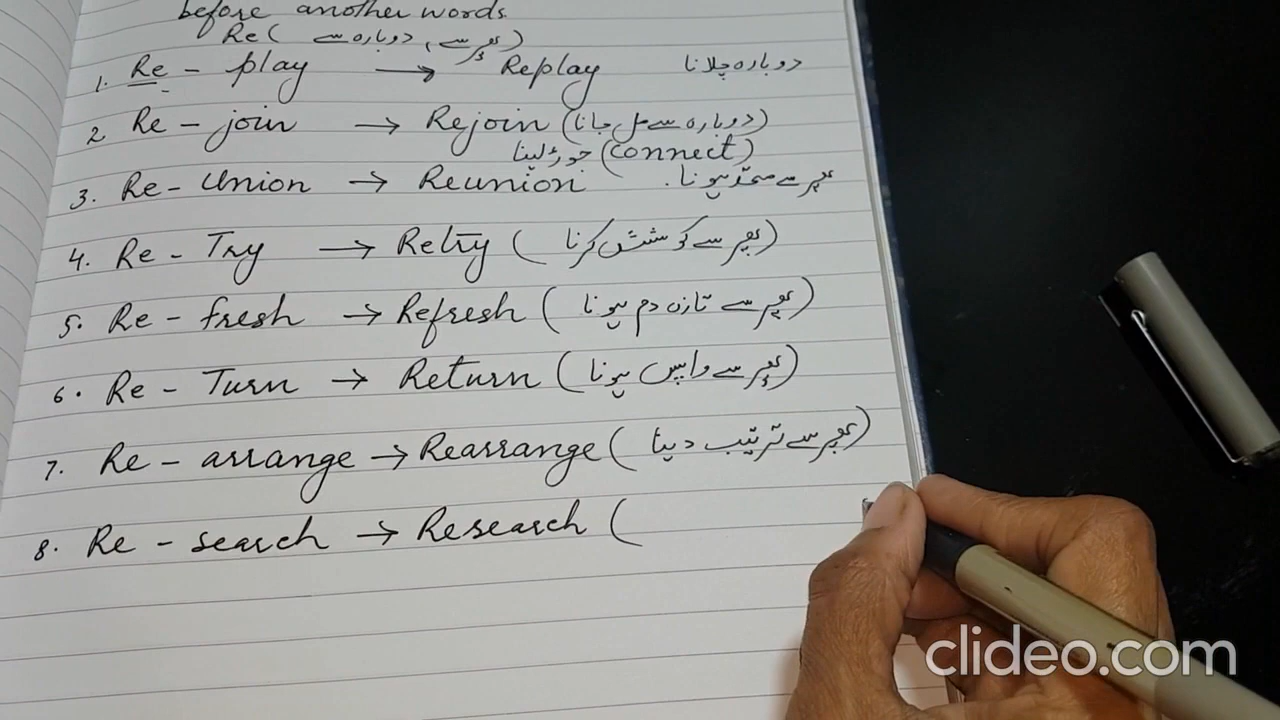 before another words
Re ( پھر سے, دوبارہ سے )
1. Re - play → Replay دوبارہ چلانا
2 Re - join → Rejoin (دوبارہ سے مل جانا)
جوڑ لینا (connect)
3. Re - Union → Reunion پھر سے متحد ہونا.
4. Re - Try → Retry ( پھر سے کوشش کرنا )
5. Re - fresh → Refresh ( پھر سے تازہ دم ہونا )
6. Re - Turn → Return ( پھر سے واپس ہونا )
7. Re - arrange → Rearrange ( پھر سے ترتیب دینا )
8. Re - search → Research (
clideo.com